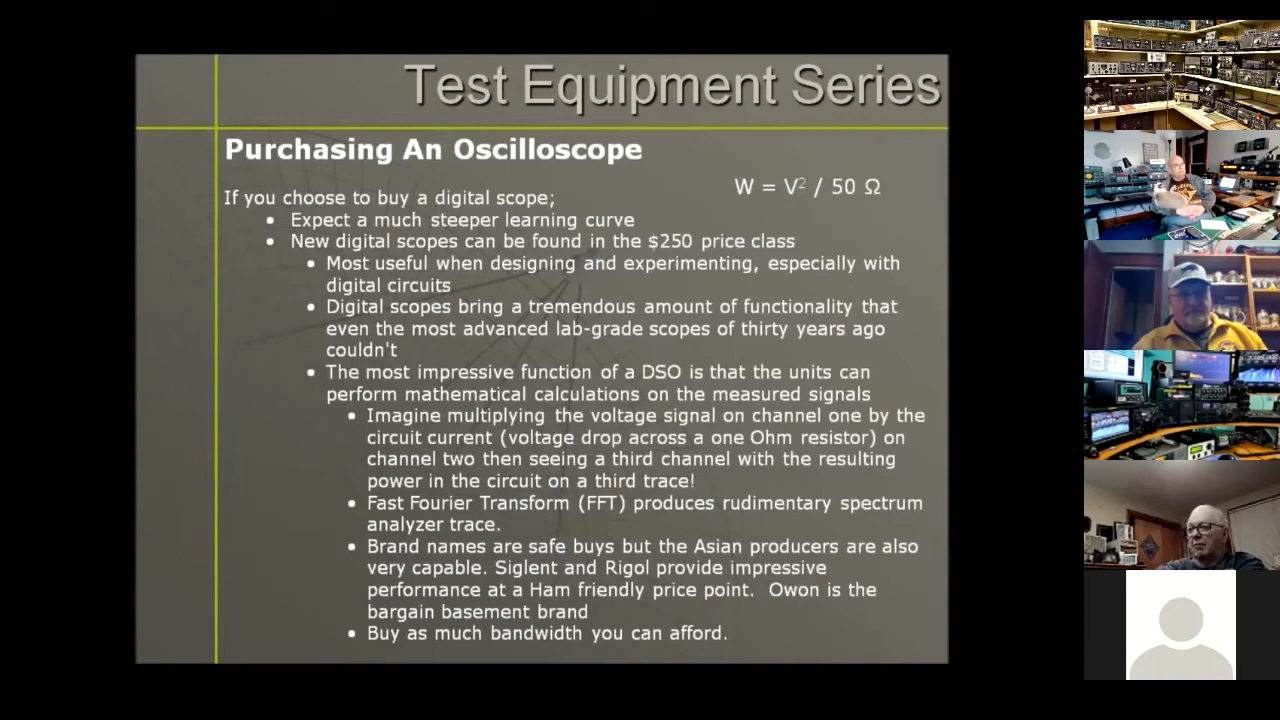 Test Equipment Series
Purchasing An Oscilloscope
W = V² / 50 Ω
If you choose to buy a digital scope;
• Expect a much steeper learning curve
• New digital scopes can be found in the $250 price class
• Most useful when designing and experimenting, especially with
digital circuits
• Digital scopes bring a tremendous amount of functionality that
even the most advanced lab-grade scopes of thirty years ago
couldn't
• The most impressive function of a DSO is that the units can
perform mathematical calculations on the measured signals
• Imagine multiplying the voltage signal on channel one by the
circuit current (voltage drop across a one Ohm resistor) on
channel two then seeing a third channel with the resulting
power in the circuit on a third trace!
• Fast Fourier Transform (FFT) produces rudimentary spectrum
analyzer trace.
• Brand names are safe buys but the Asian producers are also
very capable. Siglent and Rigol provide impressive
performance at a Ham friendly price point.  Owon is the
bargain basement brand
• Buy as much bandwidth you can afford.